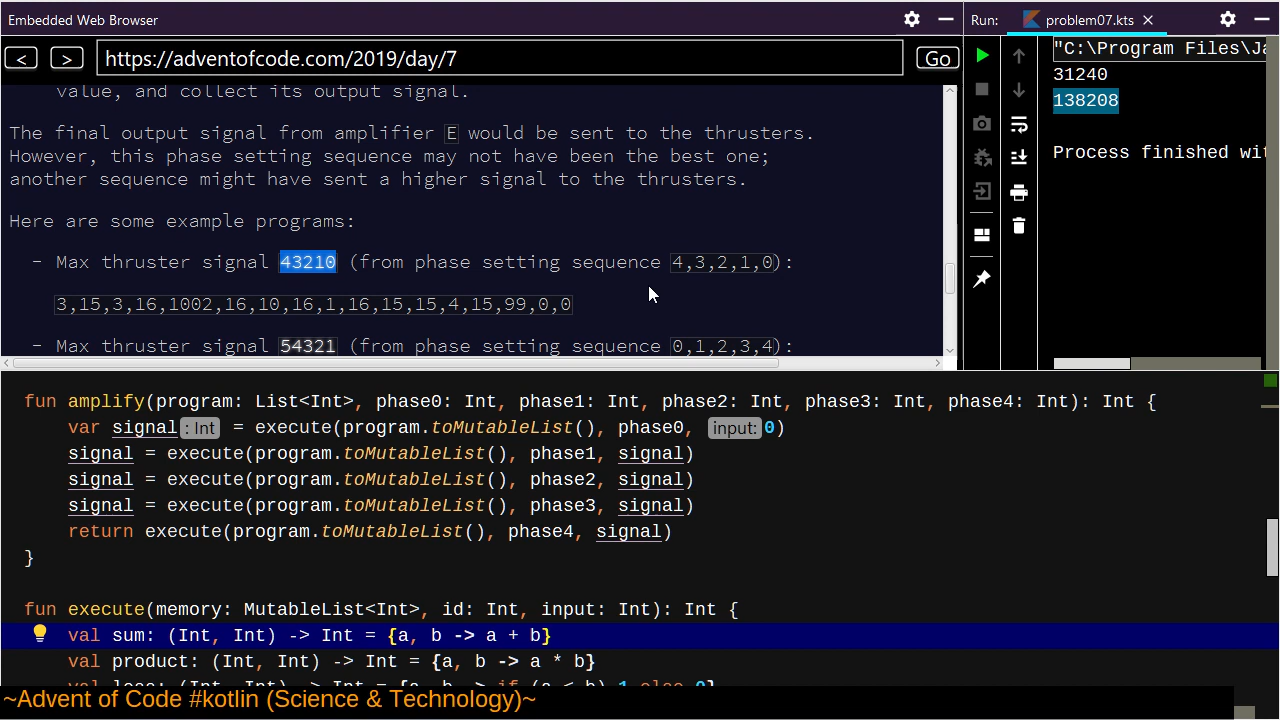 Embedded Web Browser
Run: problem07.kts
< > https://adventofcode.com/2019/day/7 Go
value, and collect its output signal.
The final output signal from amplifier E would be sent to the thrusters.
However, this phase setting sequence may not have been the best one;
another sequence might have sent a higher signal to the thrusters.
Here are some example programs:
- Max thruster signal 43210 (from phase setting sequence 4,3,2,1,0):
3,15,3,16,1002,16,10,16,1,16,15,15,4,15,99,0,0
- Max thruster signal 54321 (from phase setting sequence 0,1,2,3,4):
"C:\Program Files\Ja
31240
138208
Process finished wit
fun amplify(program: List<Int>, phase0: Int, phase1: Int, phase2: Int, phase3: Int, phase4: Int): Int {
var signal : Int = execute(program.toMutableList(), phase0, input: 0)
signal = execute(program.toMutableList(), phase1, signal)
signal = execute(program.toMutableList(), phase2, signal)
signal = execute(program.toMutableList(), phase3, signal)
return execute(program.toMutableList(), phase4, signal)
}
fun execute(memory: MutableList<Int>, id: Int, input: Int): Int {
val sum: (Int, Int) -> Int = {a, b -> a + b}
val product: (Int, Int) -> Int = {a, b -> a * b}
val less: (Int, Int) -> Int = {a, b -> if (a < b) 1 else 0}
~Advent of Code #kotlin (Science & Technology)~